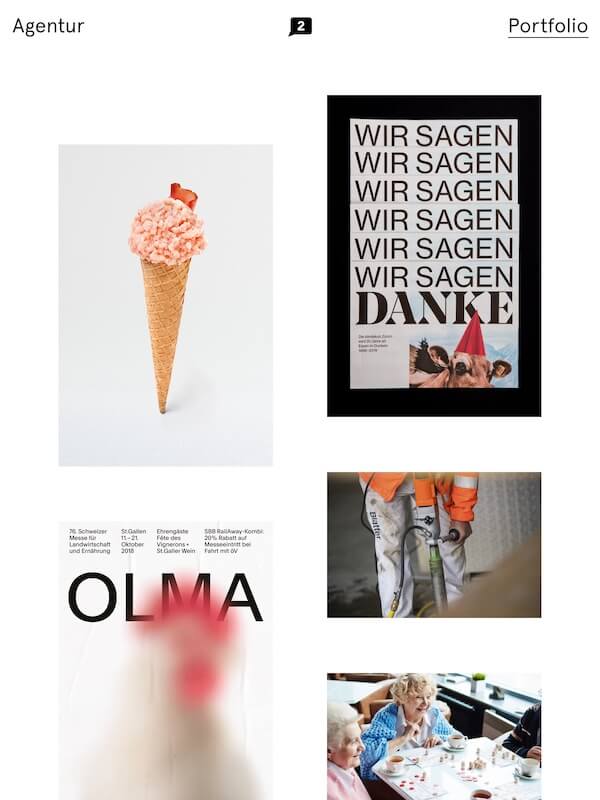 Agentur
2
Portfolio
WIR SAGEN
WIR SAGEN
WIR SAGEN
WIR SAGEN
WIR SAGEN
WIR SAGEN
DANKE
Blatter
76. Schweizer
Messe für
Landwirtschaft
und Ernährung
St.Gallen
11.–21.
Oktober
2018
Ehrengäste
Fête des
Vignerons +
St.Galler Wein
SBB RailAway-Kombi:
20% Rabatt auf
Messeeintritt bei
Fahrt mit öV
OLMA